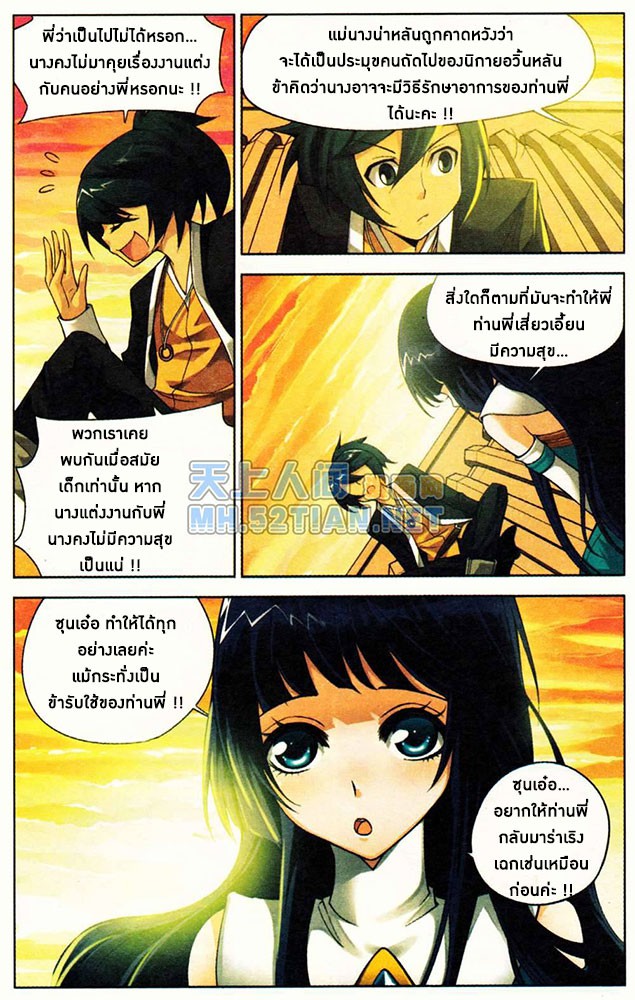 พี่ว่าเป็นไปไม่ได้หรอก...
นางคงไม่มาคุยเรื่องงานแต่ง
กับคนอย่างพี่หรอกนะ !!
แม่นางน่าหลันถูกคาดหวังว่า
จะได้เป็นประมุขคนถัดไปของนิกายอวิ้นหลัน
ข้าคิดว่านางอาจจะมีวิธีรักษาอาการของท่านพี่
ได้นะคะ !!
พวกเราเคย
พบกันเมื่อสมัย
เด็กเท่านั้น หาก
นางแต่งงานกับพี่
นางคงไม่มีความสุข
เป็นแน่ !!
สิ่งใดก็ตามที่มันจะทำให้พี่
ท่านพี่เสี่ยวเอี้ยน
มีความสุข...
天上人间
MH.52TIAN.NET
ซุนเอ๋อ ทำให้ได้ทุก
อย่างเลยค่ะ
แม้กระทั่งเป็น
ข้ารับใช้ของท่านพี่ !!
ซุนเอ๋อ...
อยากให้ท่านพี่
กลับมาร่าเริง
เฉกเช่นเหมือน
ก่อนค่ะ !!